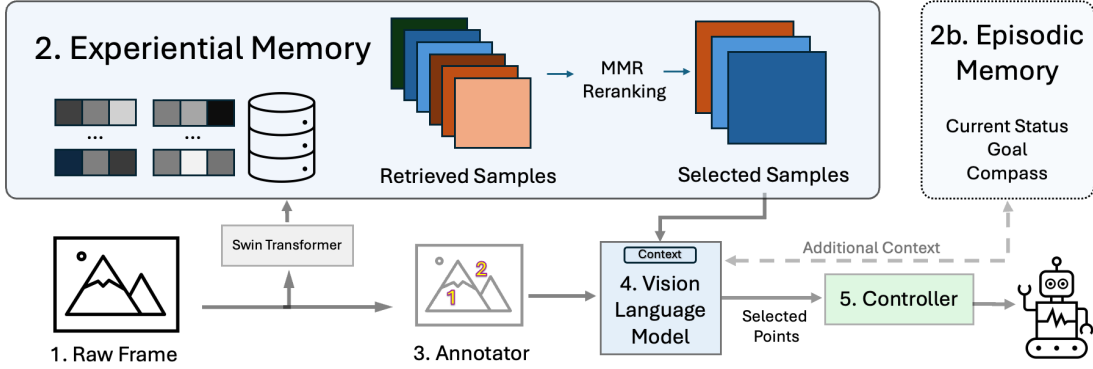 2. Experiential Memory
...
...
MMR
Reranking
Retrieved Samples
Selected Samples
2b. Episodic
Memory
Current Status
Goal
Compass
Swin Transformer
Additional Context
1. Raw Frame
1
2
3. Annotator
Context
4. Vision
Language
Model
Selected
Points
5. Controller